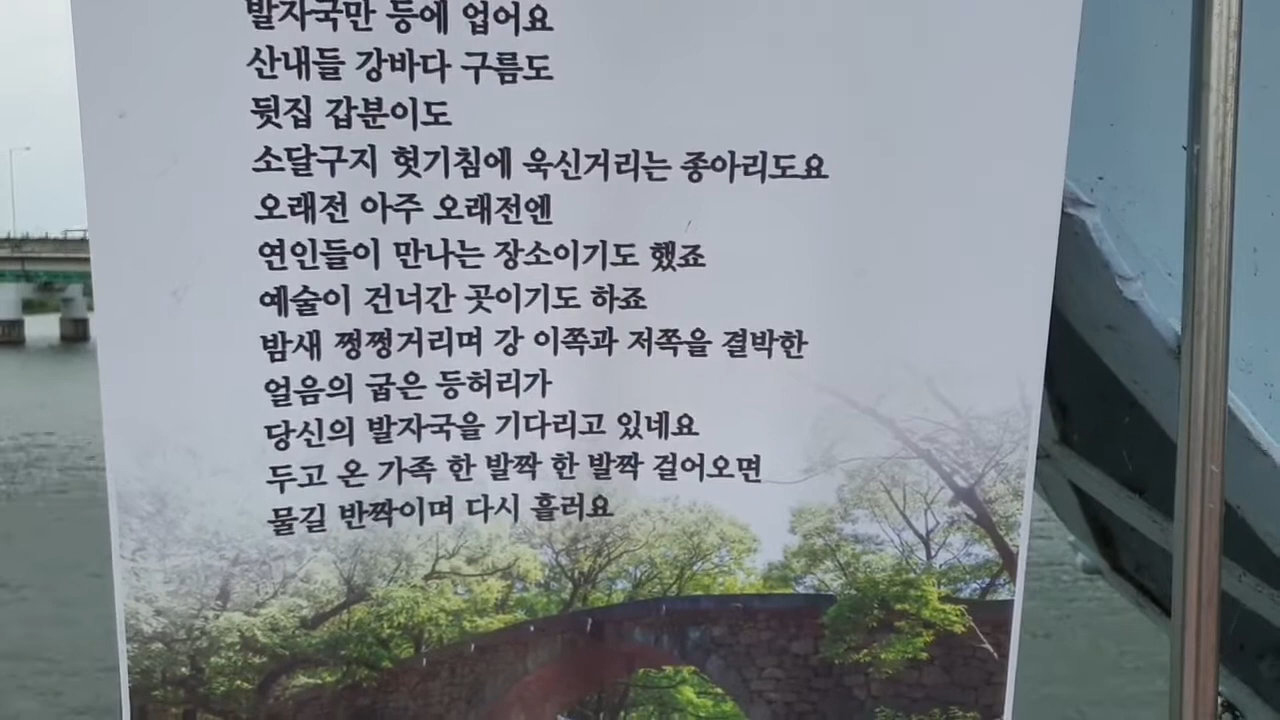 발자국만 등에 업어요
산내들 강바다 구름도
뒷집 갑분이도
소달구지 헛기침에 욱신거리는 종아리도요
오래전 아주 오래전엔
연인들이 만나는 장소이기도 했죠
예술이 건너간 곳이기도 하죠
밤새 쩡쩡거리며 강 이쪽과 저쪽을 결박한
얼음의 굽은 등허리가
당신의 발자국을 기다리고 있네요
두고 온 가족 한 발짝 한 발짝 걸어오면
물길 반짝이며 다시 흘러요